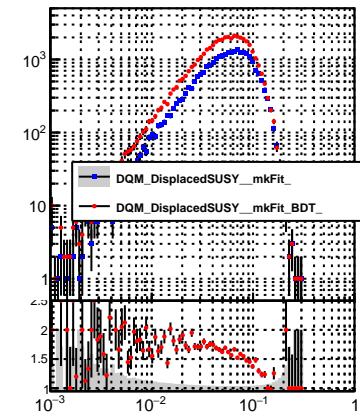 10³
10²
DQM_DisplacedSUSY__mkFit_
10
DQM_DisplacedSUSY__mkFit_BDT_
1
2.5
2
1.5
1
10⁻³ 10⁻² 10⁻¹ 1